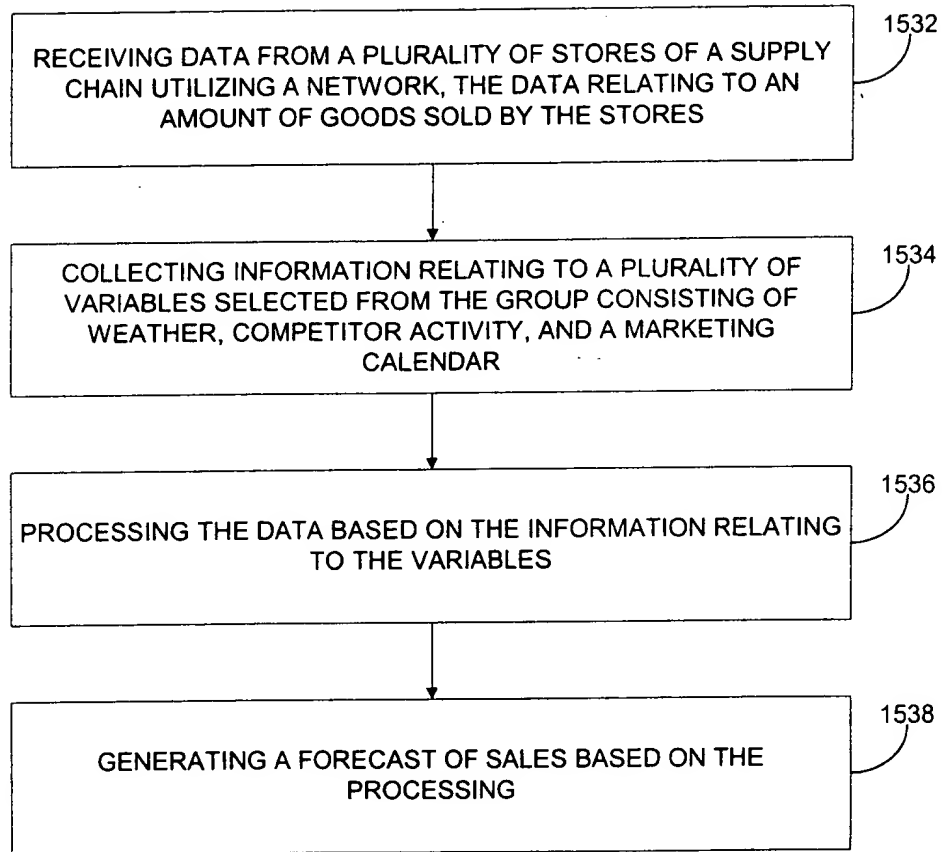 1532
RECEIVING DATA FROM A PLURALITY OF STORES OF A SUPPLY
CHAIN UTILIZING A NETWORK, THE DATA RELATING TO AN
AMOUNT OF GOODS SOLD BY THE STORES
1534
COLLECTING INFORMATION RELATING TO A PLURALITY OF
VARIABLES SELECTED FROM THE GROUP CONSISTING OF
WEATHER, COMPETITOR ACTIVITY, AND A MARKETING
CALENDAR
1536
PROCESSING THE DATA BASED ON THE INFORMATION RELATING
TO THE VARIABLES
1538
GENERATING A FORECAST OF SALES BASED ON THE
PROCESSING